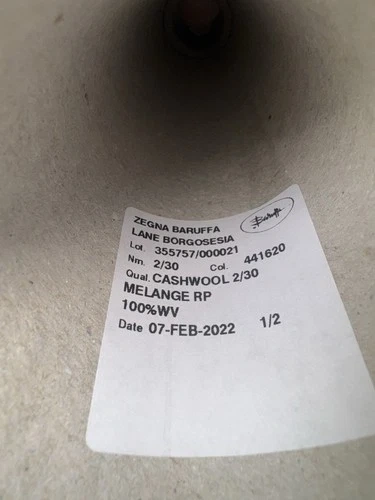 ZEGNA BARUFFA
Baruffa
LANE BORGOSESIA
Lot. 355757/000021
Nm. 2/30 Col. 441620
Qual. CASHWOOL 2/30
MELANGE RP
100%WV
Date 07-FEB-2022 1/2